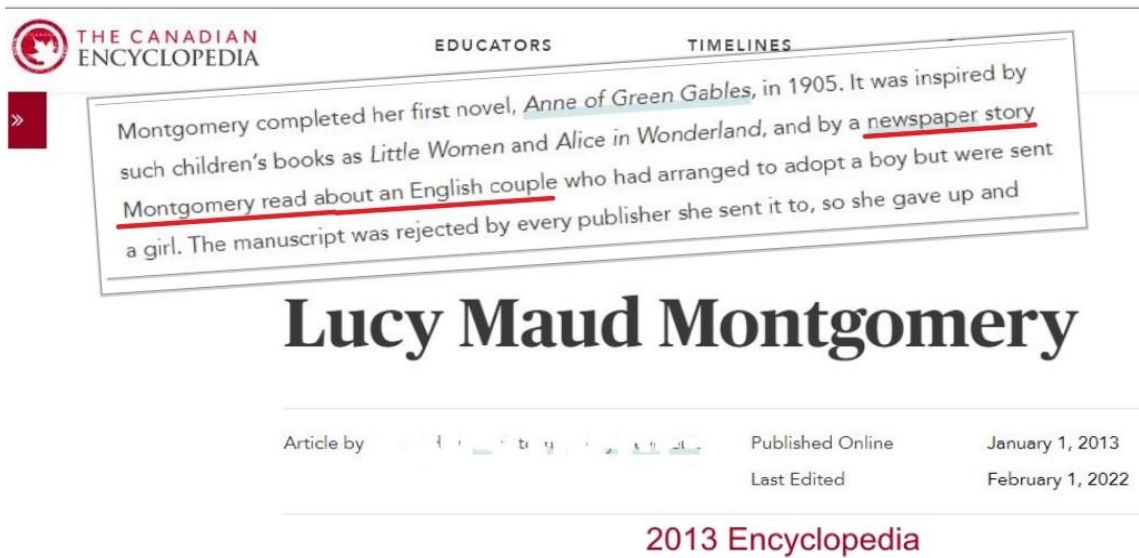 THE CANADIAN
ENCYCLOPEDIA
EDUCATORS TIMELINES
»
Montgomery completed her first novel, Anne of Green Gables, in 1905. It was inspired by
such children's books as Little Women and Alice in Wonderland, and by a newspaper story
Montgomery read about an English couple who had arranged to adopt a boy but were sent
a girl. The manuscript was rejected by every publisher she sent it to, so she gave up and
Lucy Maud Montgomery
Article by Published Online January 1, 2013
Last Edited February 1, 2022
2013 Encyclopedia